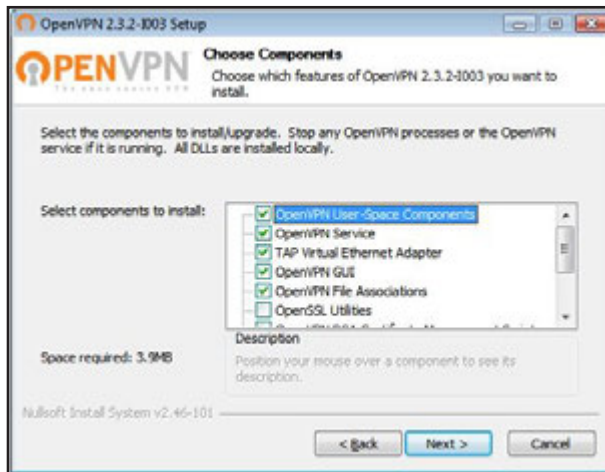 OpenVPN 2.3.2-I003 Setup
OPENVPN
Choose Components
Choose which features of OpenVPN 2.3.2-I003 you want to
install.
Select the components to install/upgrade. Stop any OpenVPN processes or the OpenVPN
service if it is running. All DLLs are installed locally.
Select components to install:
OpenVPN User-Space Components
OpenVPN Service
TAP Virtual Ethernet Adapter
OpenVPN GUI
OpenVPN File Associations
OpenSSL Utilities
Description
Space required: 3.9MB
Position your mouse over a component to see its
description.
Nullsoft Install System v2.46-101
< Back
Next >
Cancel